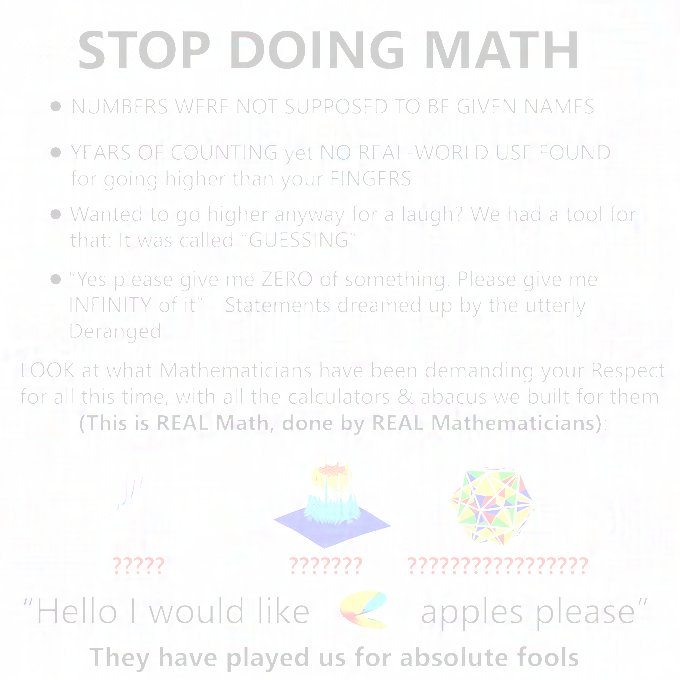 STOP DOING MATH
● NUMBERS WERE NOT SUPPOSED TO BE GIVEN NAMES
● YEARS OF COUNTING yet NO REAL-WORLD USE FOUND
for going higher than your FINGERS
● Wanted to go higher anyway for a laugh? We had a tool for
that: It was called "GUESSING"
● "Yes please give me ZERO of something. Please give me
INFINITY of it" - Statements dreamed up by the utterly
Deranged
LOOK at what Mathematicians have been demanding your Respect
for all this time, with all the calculators & abacus we built for them
(This is REAL Math, done by REAL Mathematicians):
????? ??????? ????????????????
"Hello I would like apples please"
They have played us for absolute fools